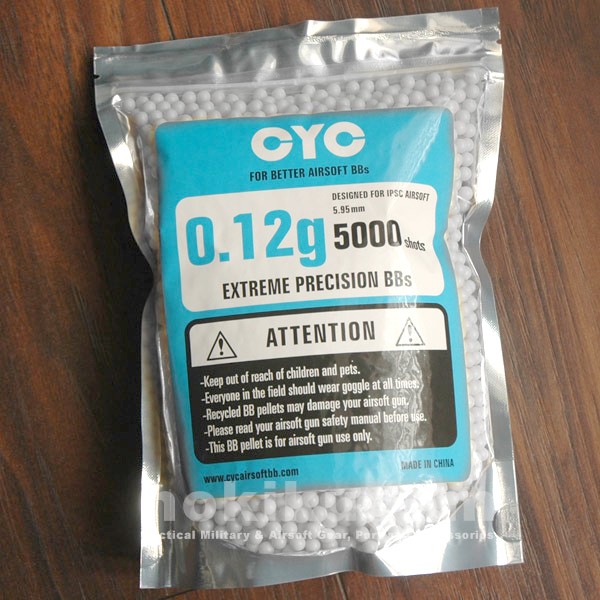 CYC
FOR BETTER AIRSOFT BBs
DESIGNED FOR IPSC AIRSOFT
5.95mm
0.12g 5000 shots
EXTREME PRECISION BBs
ATTENTION
-Keep out of reach of children and pets.
-Everyone in the field should wear goggle at all times.
-Recycled BB pellets may damage your airsoft gun.
-Please read your airsoft gun safety manual before use.
-This BB pellet is for airsoft gun use only.
www.cycairsoftbb.com MADE IN CHINA
Military & Airsoft Gear,